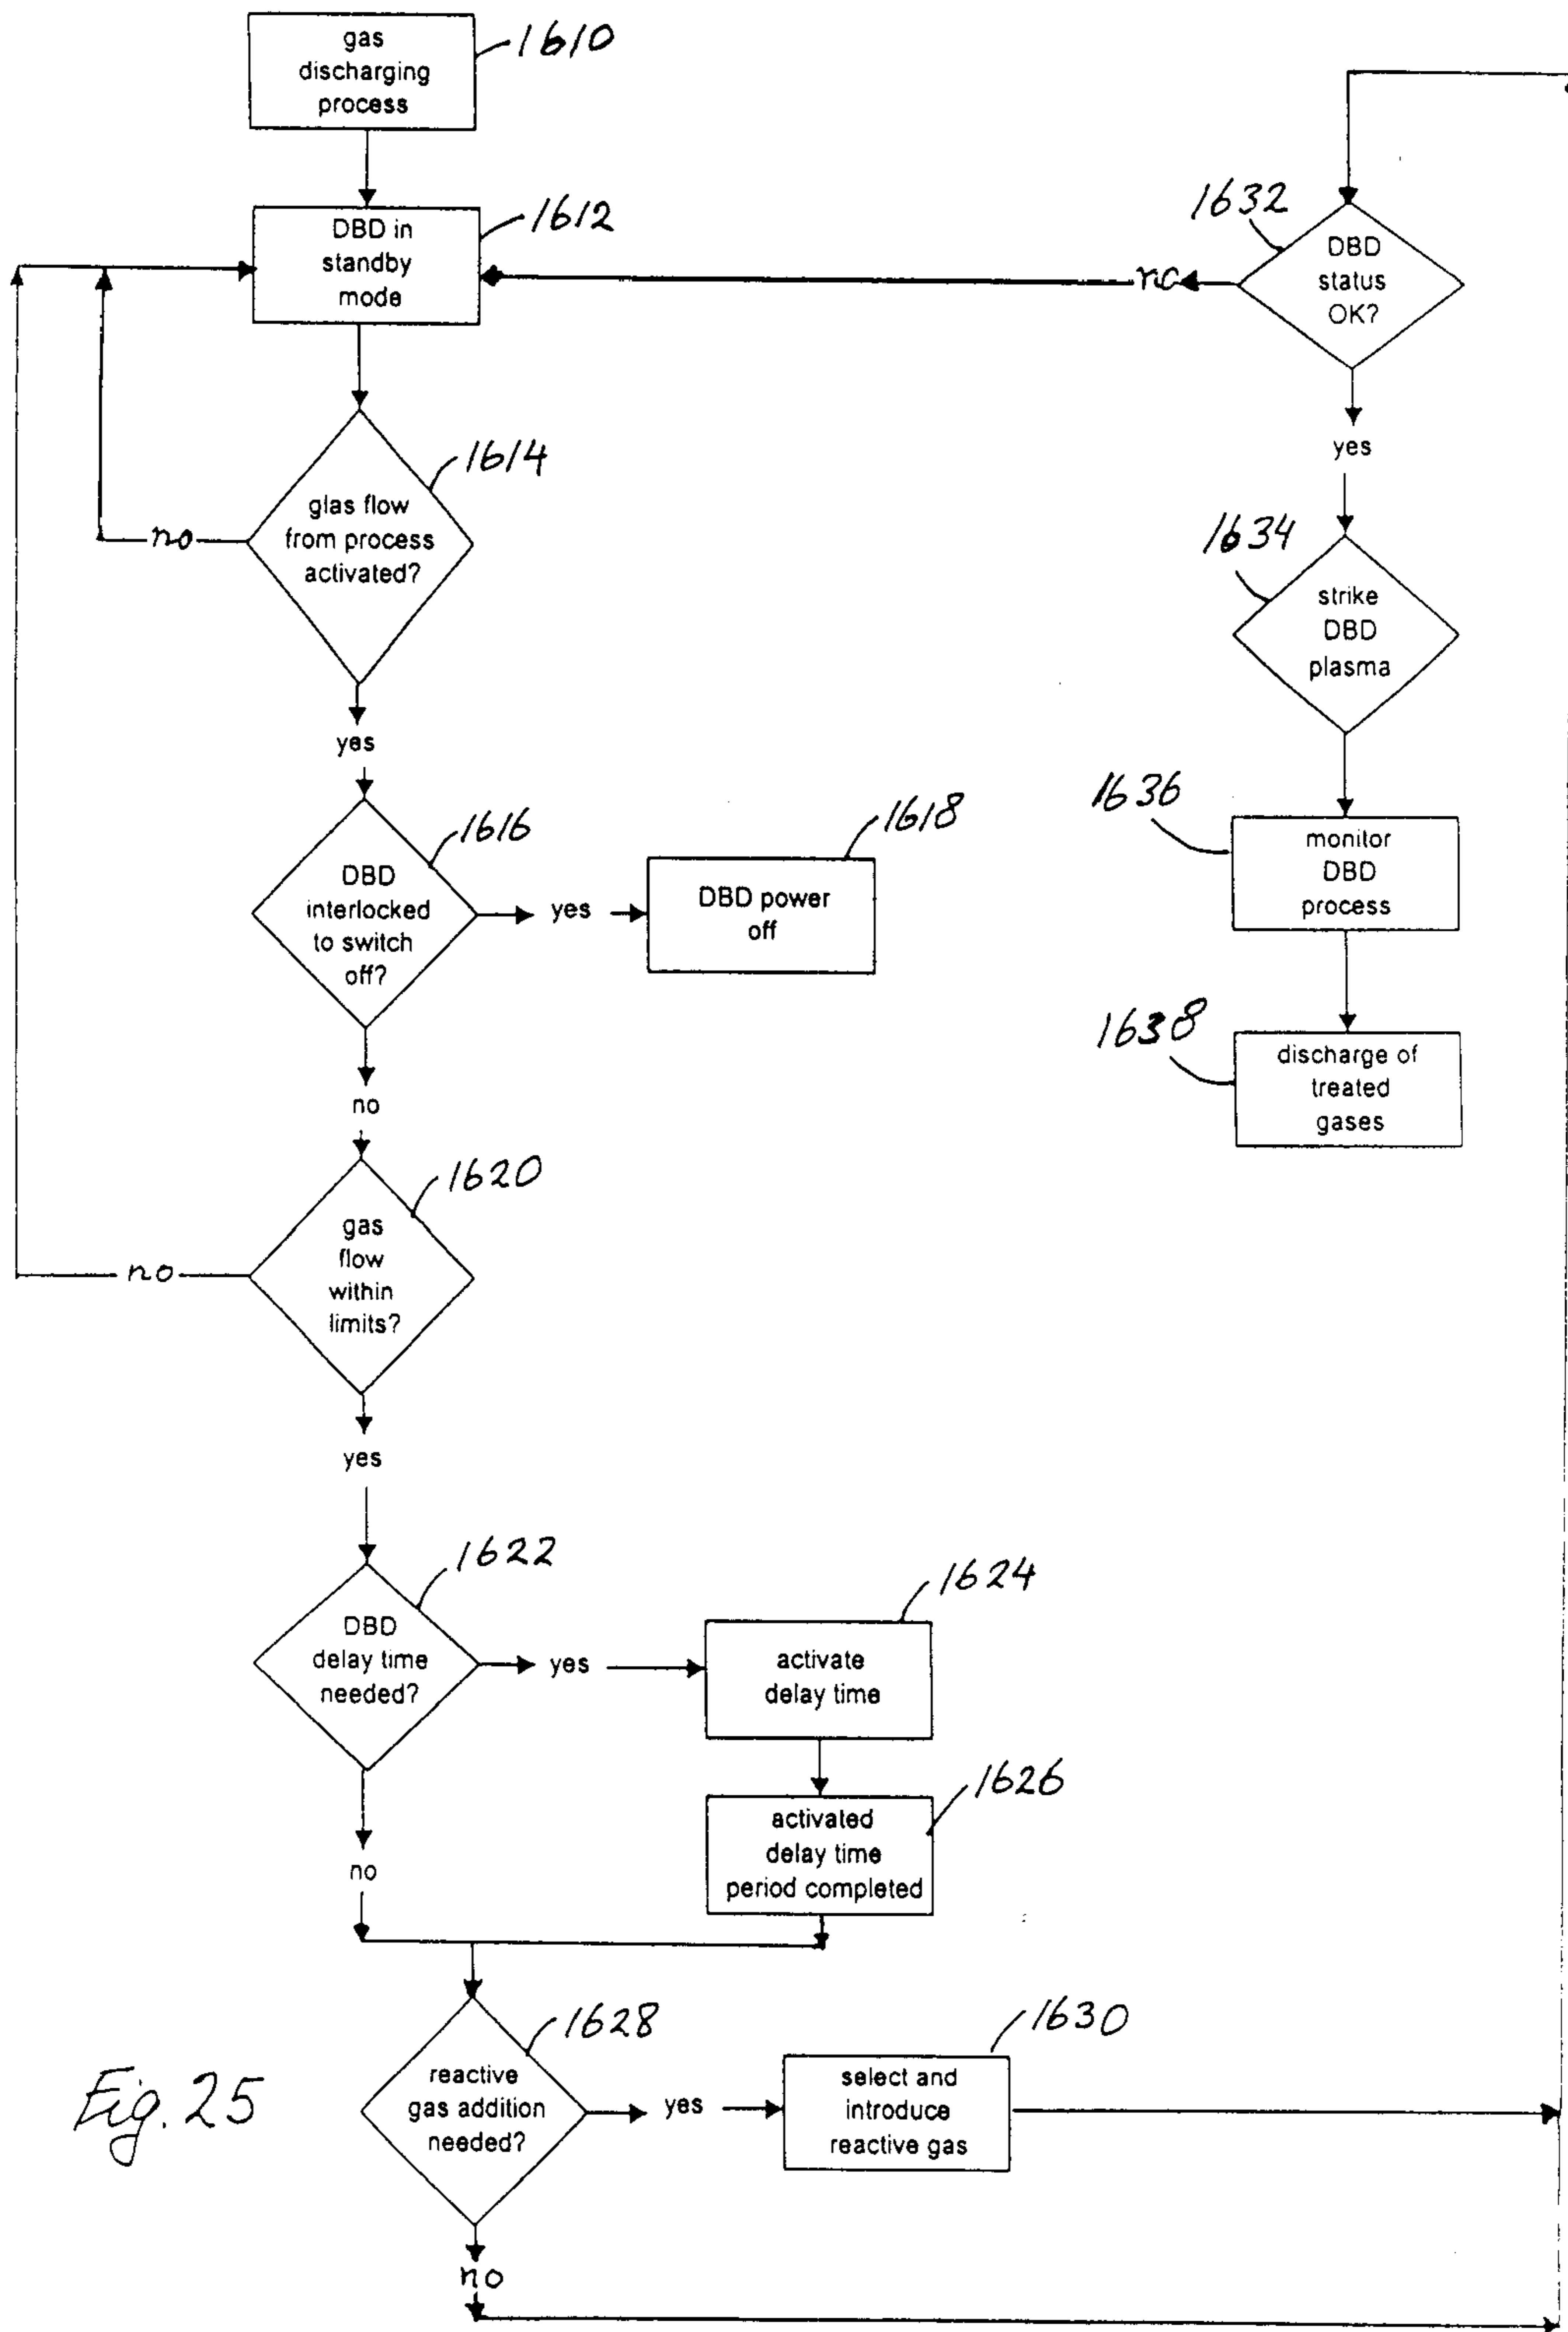 gas
discharging
process
1610
DBD in
standby
mode
1612
glas flow
from process
activated?
1614
no
yes
DBD
interlocked
to switch
off?
1616
yes
DBD power
off
1618
no
gas
flow
within
limits?
1620
no
yes
DBD
delay time
needed?
1622
yes
activate
delay time
1624
activated
delay time
period completed
1626
no
reactive
gas addition
needed?
1628
yes
select and
introduce
reactive gas
1630
no
DBD
status
OK?
1632
no
yes
strike
DBD
plasma
1634
monitor
DBD
process
1636
discharge of
treated
gases
1638
Fig. 25